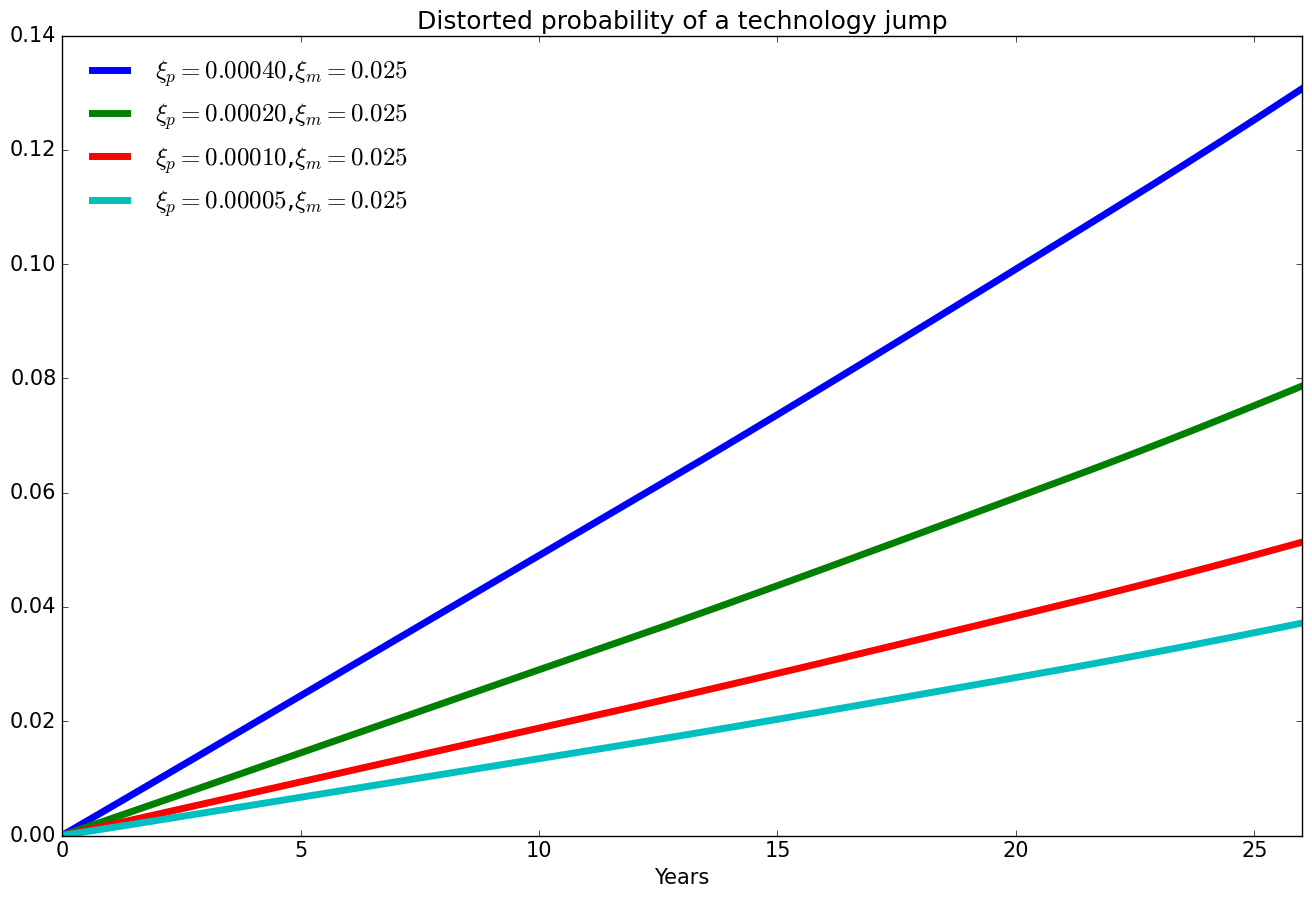 Distorted probability of a technology jump
0.14
0.12
0.10
0.08
0.06
0.04
0.02
0.00
ξp = 0.00040,ξm = 0.025
ξp = 0.00020,ξm = 0.025
ξp = 0.00010,ξm = 0.025
ξp = 0.00005,ξm = 0.025
0 5 10 15 20 25
Years